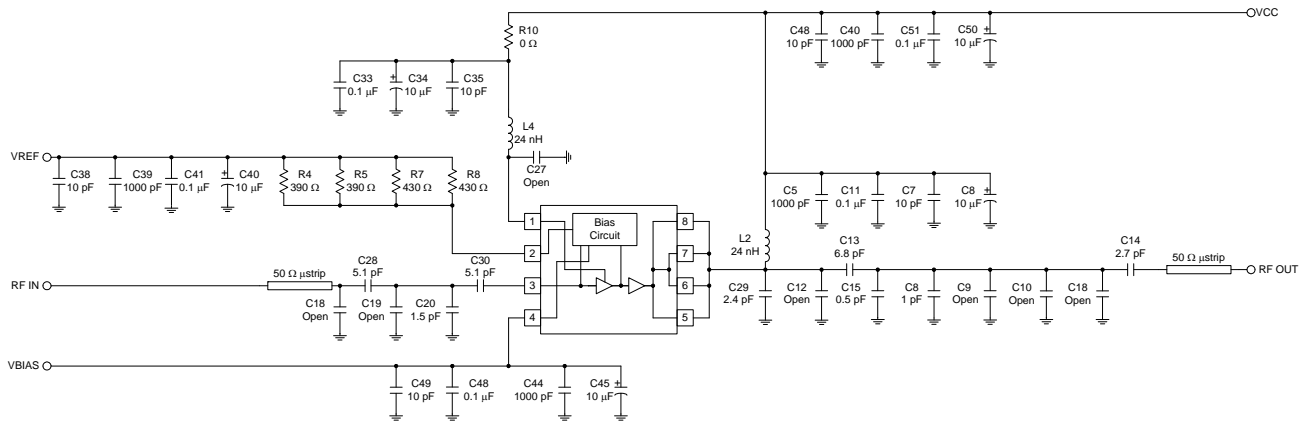 R10
0 Ω
C48
10 pF
C40
1000 pF
C51
0.1 µF
C50
10 µF
+
VCC
C33
0.1 µF
C34
10 µF
+
C35
10 pF
L4
24 nH
C27
Open
VREF
C38
10 pF
C39
1000 pF
C41
0.1 µF
C40
10 µF
+
R4
390 Ω
R5
390 Ω
R7
430 Ω
R8
430 Ω
C5
1000 pF
C11
0.1 µF
C7
10 pF
C8
10 µF
+
1
2
3
4
Bias
Circuit
8
7
6
5
L2
24 nH
C13
6.8 pF
C14
2.7 pF
50 Ω µstrip
RF OUT
RF IN
50 Ω µstrip
C28
5.1 pF
C30
5.1 pF
C18
Open
C19
Open
C20
1.5 pF
C29
2.4 pF
C12
Open
C15
0.5 pF
C8
1 pF
C9
Open
C10
Open
C18
Open
VBIAS
C49
10 pF
C48
0.1 µF
C44
1000 pF
C45
10 µF
+